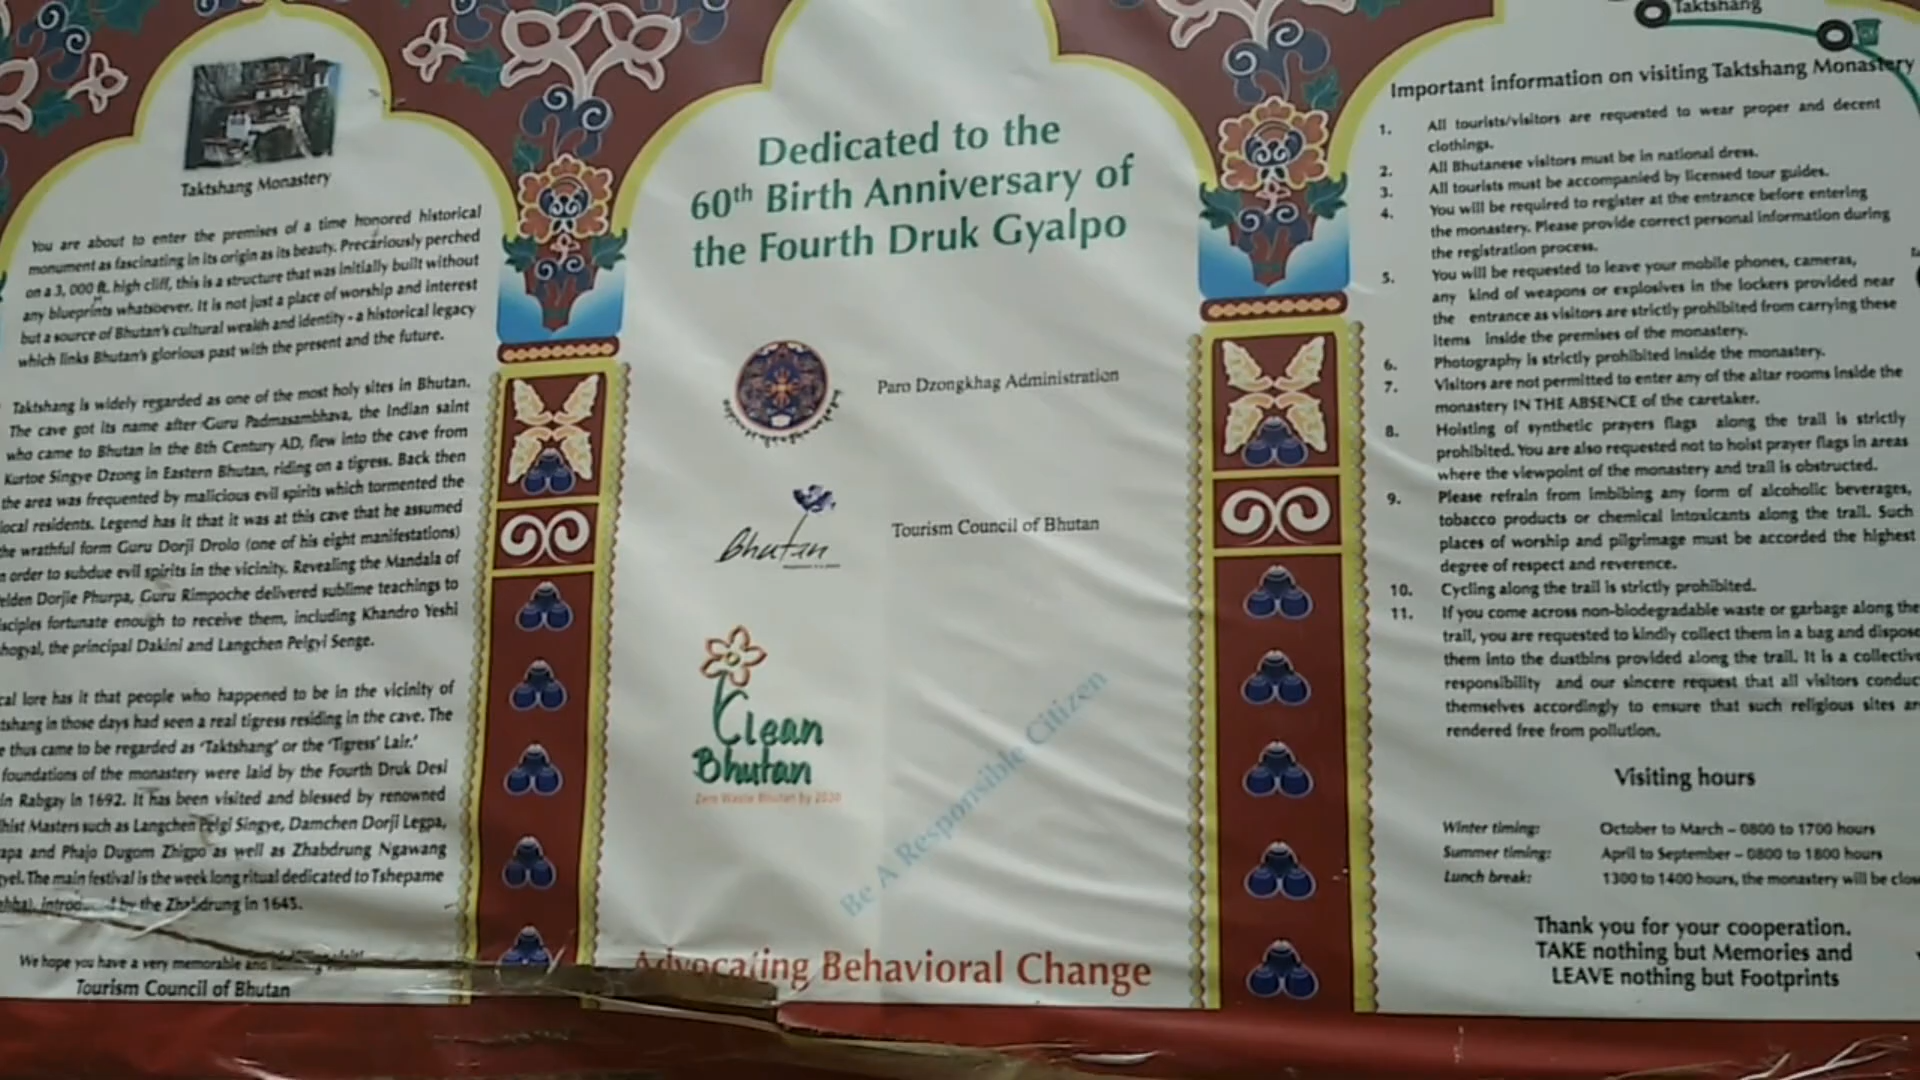 Taktshang Monastery
You are about to enter the premises of a time honored historical
monument as fascinating in its origin as its beauty. Precariously perched
on a 3, 000 ft. high cliff, this is a structure that was initially built without
any blueprints whatsoever. It is not just a place of worship and interest
but a source of Bhutan's cultural wealth and identity - a historical legacy
which links Bhutan's glorious past with the present and the future.
Taktshang is widely regarded as one of the most holy sites in Bhutan.
The cave got its name after Guru Padmasambhava, the Indian saint
who came to Bhutan in the 8th Century AD, flew into the cave from
Kurtoe Singye Dzong in Eastern Bhutan, riding on a tigress. Back then
the area was frequented by malicious evil spirits which tormented the
local residents. Legend has it that it was at this cave that he assumed
the wrathful form Guru Dorji Drolo (one of his eight manifestations)
order to subdue evil spirits in the vicinity. Revealing the Mandala of
elden Dorjie Phurpa, Guru Rimpoche delivered sublime teachings to
isciples fortunate enough to receive them, including Khandro Yeshi
hogyal, the principal Dakini and Langchen Pelgyi Senge.
cal lore has it that people who happened to be in the vicinity of
tshang in those days had seen a real tigress residing in the cave. The
thus came to be regarded as 'Taktshang' or the 'Tigress' Lair.'
foundations of the monastery were laid by the Fourth Druk Desi
in Rabgay in 1692. It has been visited and blessed by renowned
hist Masters such as Langchen Pelgi Singye, Damchen Dorji Legpa,
apa and Phajo Dugom Zhigpo as well as Zhabdrung Ngawang
yel. The main festival is the week long ritual dedicated to Tshepame
by the Zhabdrung in 1645.
We hope you have a very memorable and
Tourism Council of Bhutan
Dedicated to the
60th Birth Anniversary of
the Fourth Druk Gyalpo
Paro Dzongkhag Administration
Bhutan
Tourism Council of Bhutan
Clean
Bhutan
Zero Waste Bhutan by 2030
Be A Responsible Citizen
Advocating Behavioral Change
Taktshang
Important information on visiting Taktshang Monastery
1. All tourists/visitors are requested to wear proper and decent
clothings.
2. All Bhutanese visitors must be in national dress.
3. All tourists must be accompanied by licensed tour guides.
4. You will be required to register at the entrance before entering
the monastery. Please provide correct personal information during
the registration process.
5. You will be requested to leave your mobile phones, cameras,
any kind of weapons or explosives in the lockers provided near
the entrance as visitors are strictly prohibited from carrying these
items inside the premises of the monastery.
6. Photography is strictly prohibited inside the monastery.
7. Visitors are not permitted to enter any of the altar rooms inside the
monastery IN THE ABSENCE of the caretaker.
8. Hoisting of synthetic prayers flags along the trail is strictly
prohibited. You are also requested not to hoist prayer flags in areas
where the viewpoint of the monastery and trail is obstructed.
9. Please refrain from imbibing any form of alcoholic beverages,
tobacco products or chemical intoxicants along the trail. Such
places of worship and pilgrimage must be accorded the highest
degree of respect and reverence.
10. Cycling along the trail is strictly prohibited.
11. If you come across non-biodegradable waste or garbage along the
trail, you are requested to kindly collect them in a bag and dispose
them into the dustbins provided along the trail. It is a collective
responsibility and our sincere request that all visitors conduc
themselves accordingly to ensure that such religious sites ar
rendered free from pollution.
Visiting hours
Winter timing: October to March - 0800 to 1700 hours
Summer timing: April to September - 0800 to 1800 hours
Lunch break: 1300 to 1400 hours, the monastery will be clos
Thank you for your cooperation.
TAKE nothing but Memories and
LEAVE nothing but Footprints